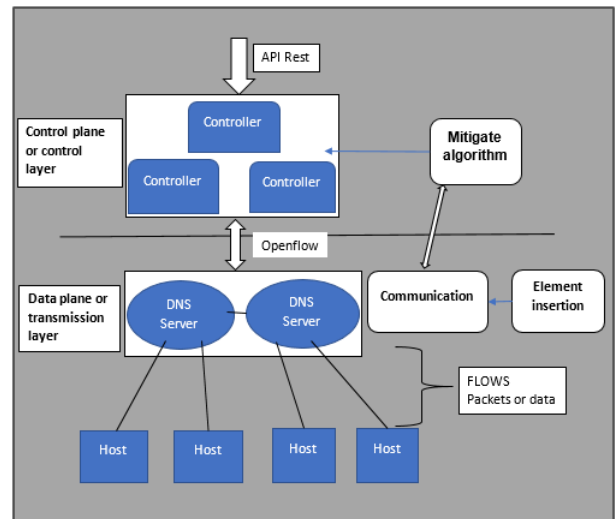 API Rest
Control plane
or control
layer
Controller
Controller
Controller
Mitigate
algorithm
Openflow
Data plane or
transmission
layer
DNS
Server
DNS
Server
Communication
Element
insertion
FLOWS
Packets or data
Host
Host
Host
Host